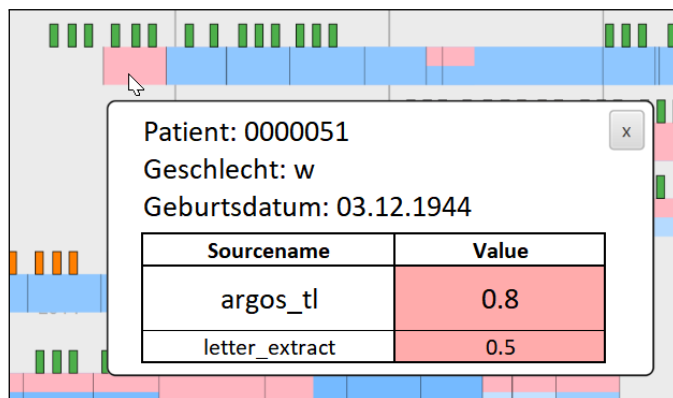 Patient: 0000051
x
Geschlecht: w
Geburtsdatum: 03.12.1944
Sourcename Value
argos_tl 0.8
letter_extract 0.5